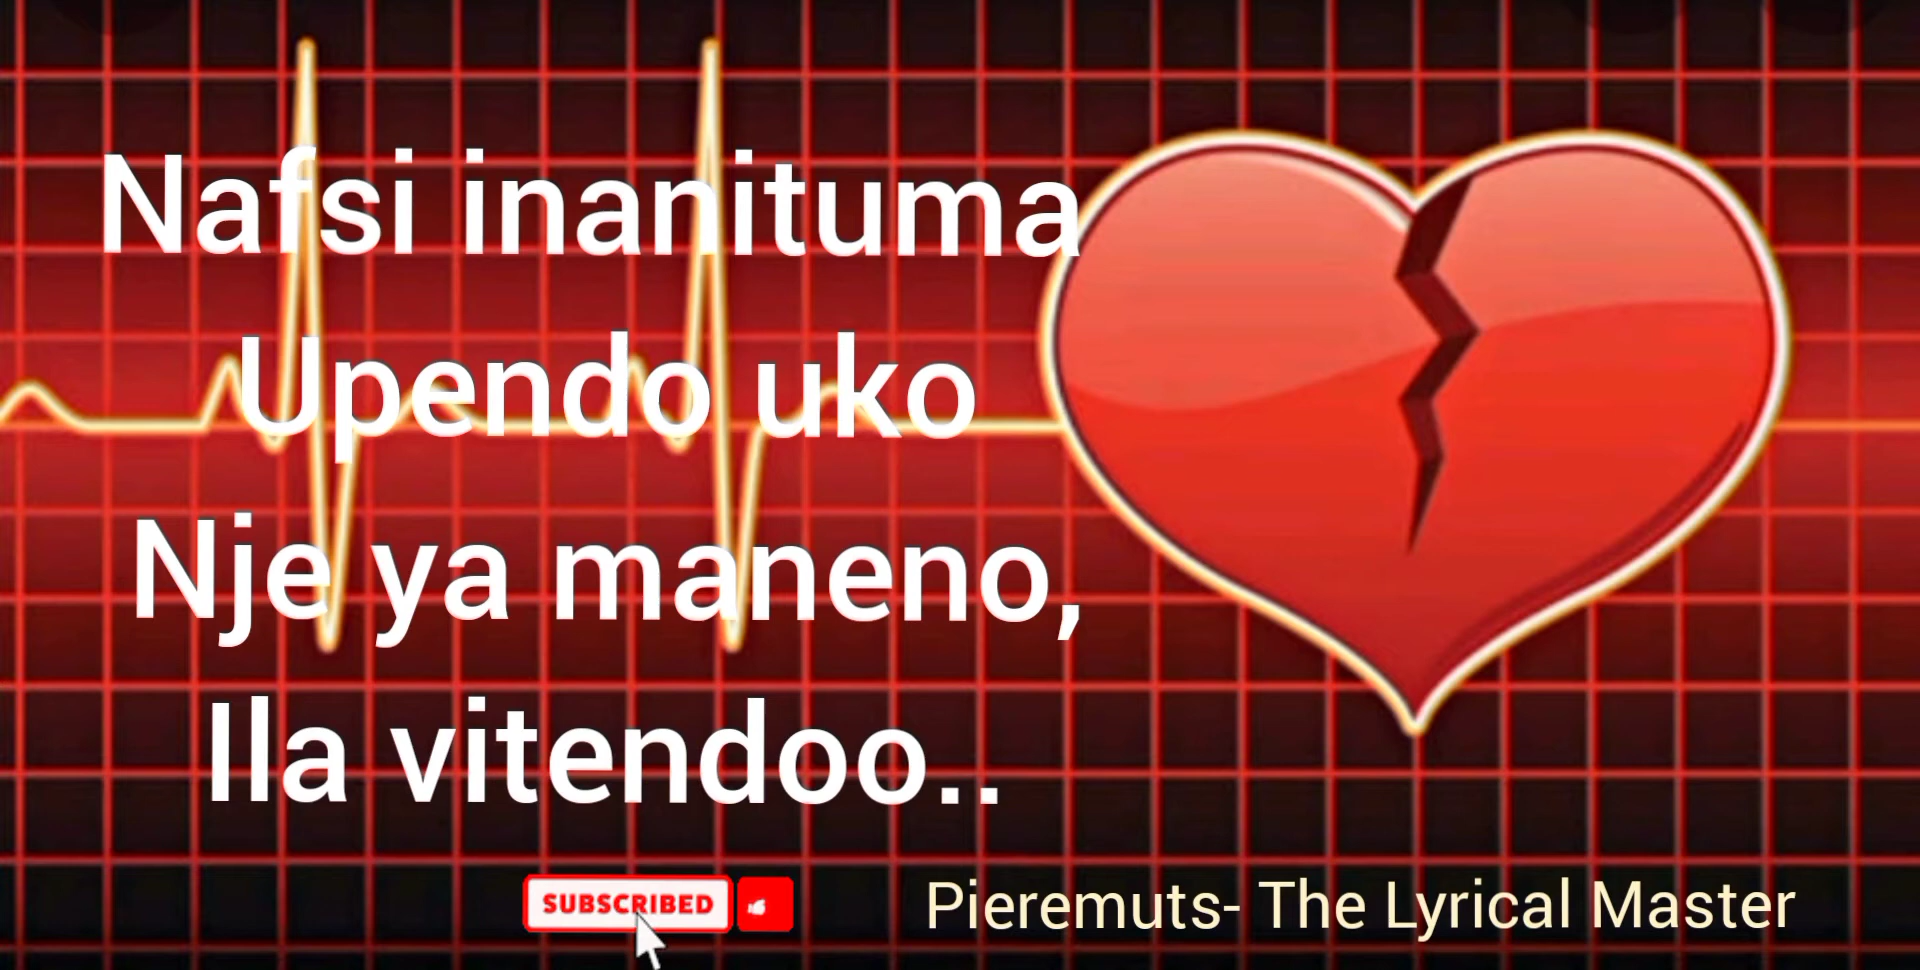 Nafsi inanituma
Upendo uko
Nje ya maneno,
Ila vitendoo..
SUBSCRIBED
Pieremuts- The Lyrical Master